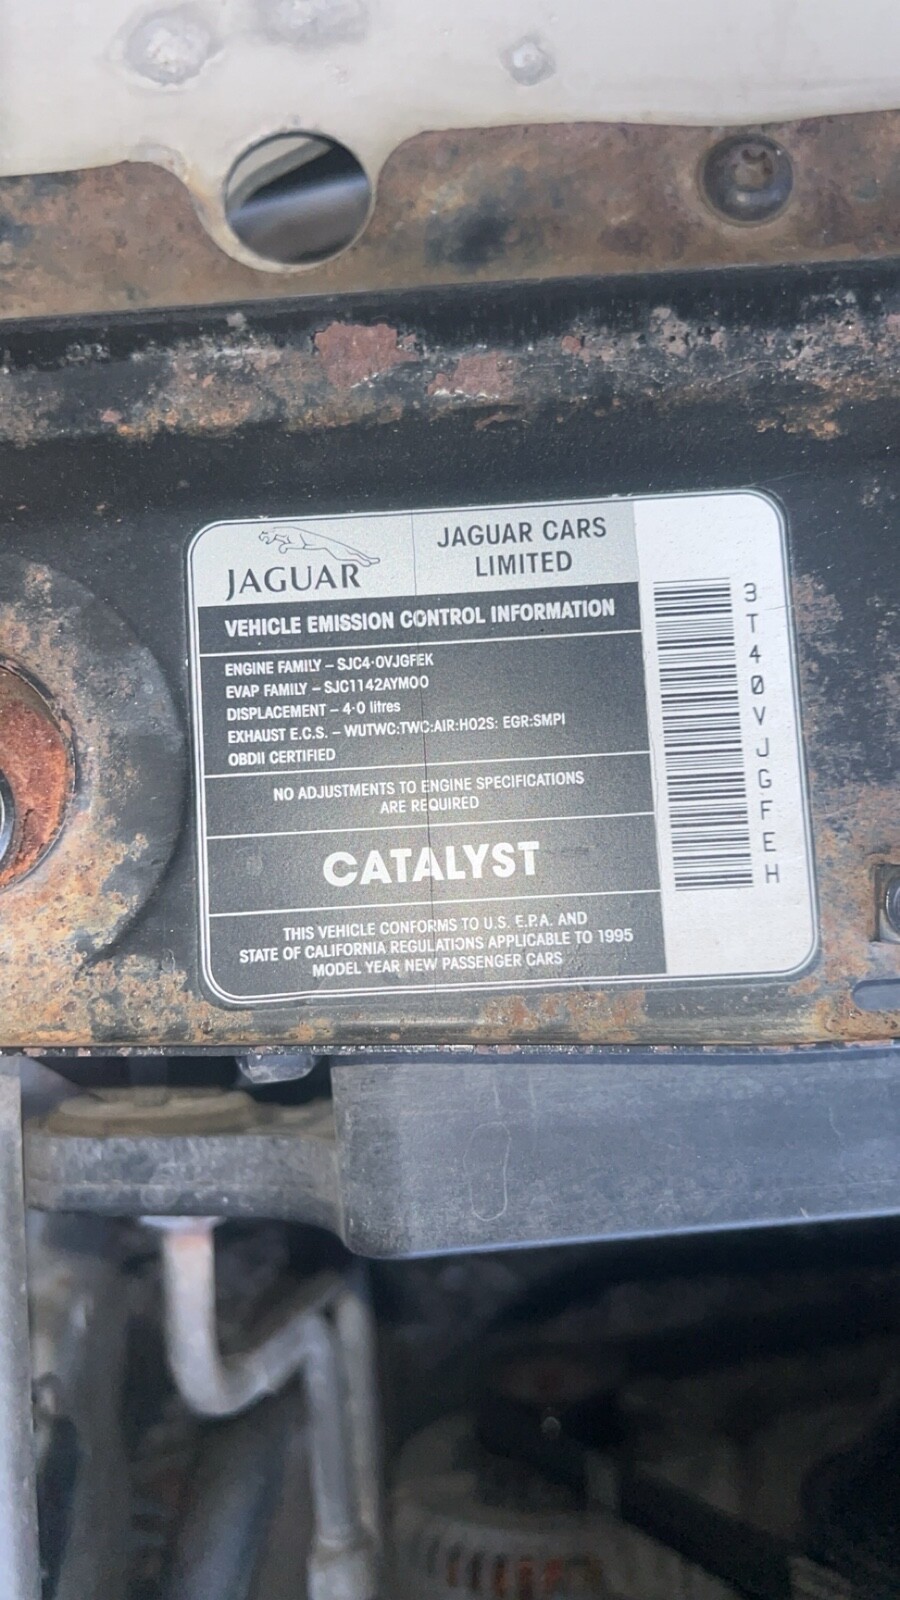 JAGUAR
JAGUAR CARS
LIMITED
VEHICLE EMISSION CONTROL INFORMATION
ENGINE FAMILY – SJC4·0VJGFEK
EVAP FAMILY – SJC1142AYMOO
DISPLACEMENT – 4·0 litres
EXHAUST E.C.S. – WUTWC:TWC:AIR:HO2S: EGR:SMPI
OBDII CERTIFIED
NO ADJUSTMENTS TO ENGINE SPECIFICATIONS
ARE REQUIRED
CATALYST
THIS VEHICLE CONFORMS TO U.S. E.P.A. AND
STATE OF CALIFORNIA REGULATIONS APPLICABLE TO 1995
MODEL YEAR NEW PASSENGER CARS
3T40VJGFEH